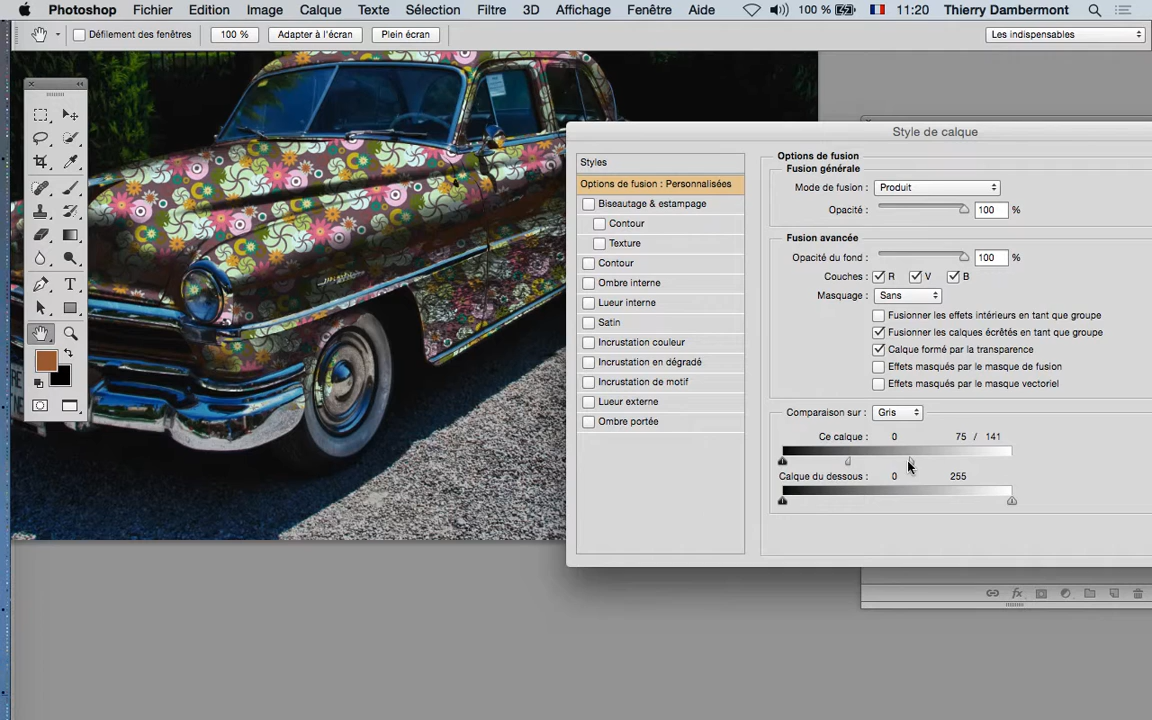 Photoshop Fichier Edition Image Calque Texte Sélection Filtre 3D Affichage Fenêtre Aide 100 % 11:20 Thierry Dambermont
Défilement des fenêtres 100 % Adapter à l'écran Plein écran Les indispensables
Style de calque
Styles
Options de fusion : Personnalisées
Biseautage & estampage
Contour
Texture
Contour
Ombre interne
Lueur interne
Satin
Incrustation couleur
Incrustation en dégradé
Incrustation de motif
Lueur externe
Ombre portée
Options de fusion
Fusion générale
Mode de fusion : Produit
Opacité : 100 %
Fusion avancée
Opacité du fond : 100 %
Couches : R V B
Masquage : Sans
Fusionner les effets intérieurs en tant que groupe
Fusionner les calques écrêtés en tant que groupe
Calque formé par la transparence
Effets masqués par le masque de fusion
Effets masqués par le masque vectoriel
Comparaison sur : Gris
Ce calque : 0 75 / 141
Calque du dessous : 0 255